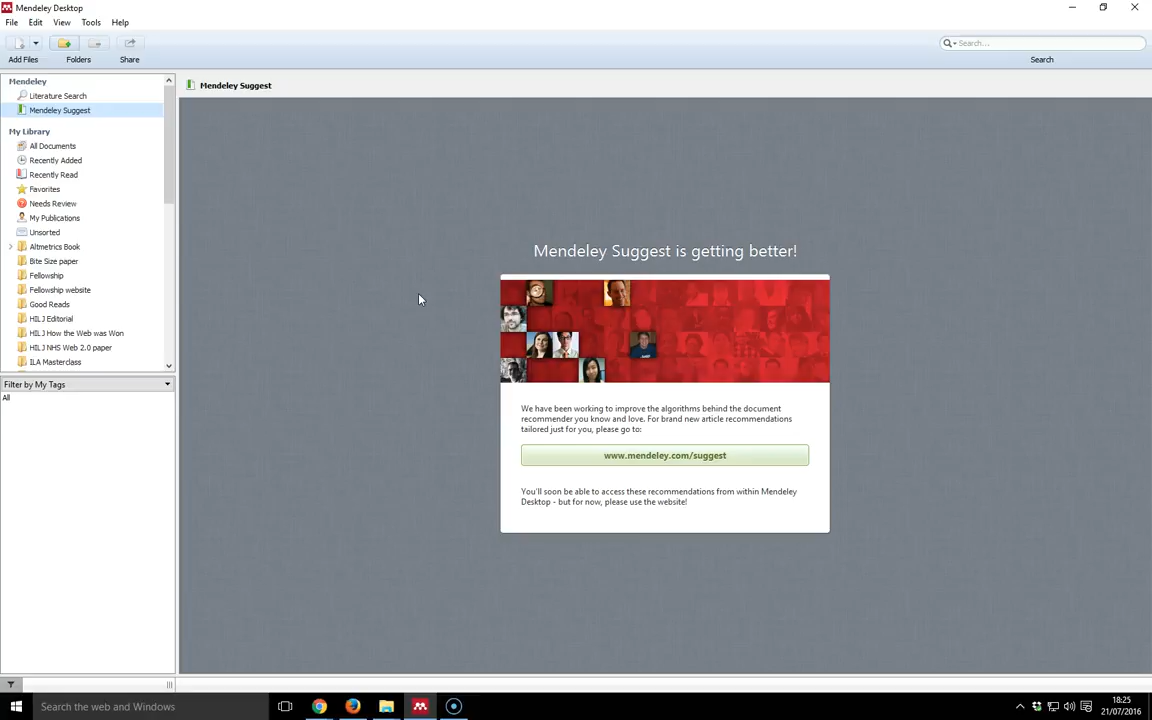 Mendeley Desktop
File Edit View Tools Help
Search...
Add Files Folders Share Search
Mendeley
Literature Search
Mendeley Suggest
My Library
All Documents
Recently Added
Recently Read
Favorites
Needs Review
My Publications
Unsorted
Altmetrics Book
Bite Size paper
Fellowship
Fellowship website
Good Reads
HILJ Editorial
HILJ How the Web was Won
HILJ NHS Web 2.0 paper
ILA Masterclass
Filter by My Tags
All
Mendeley Suggest
Mendeley Suggest is getting better!
We have been working to improve the algorithms behind the document
recommender you know and love. For brand new article recommendations
tailored just for you, please go to:
www.mendeley.com/suggest
You'll soon be able to access these recommendations from within Mendeley
Desktop - but for now, please use the website!
Search the web and Windows
18:25
21/07/2016